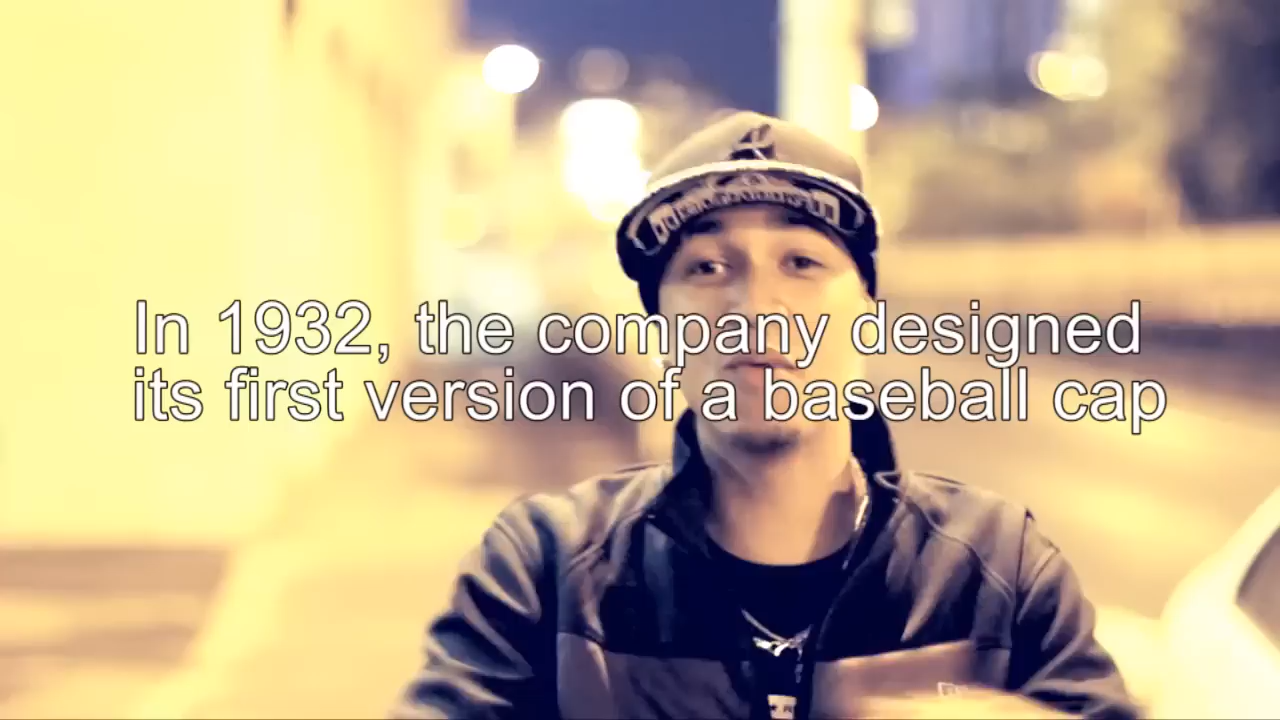 In 1932, the company designed
its first version of a baseball cap